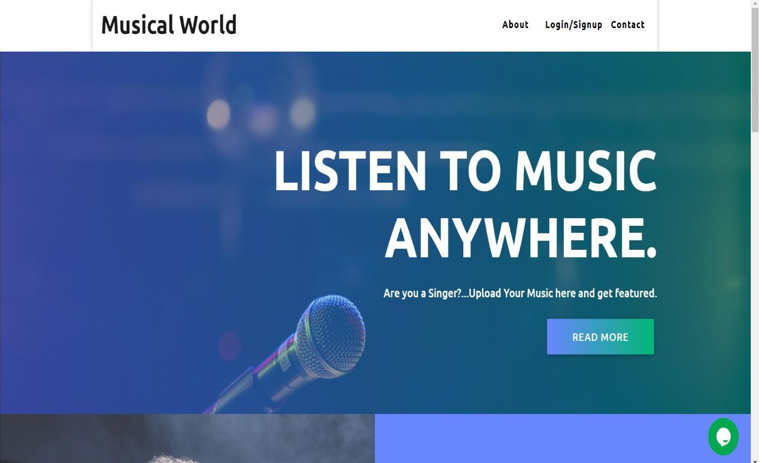 Musical World
About
Login/Signup
Contact
LISTEN TO MUSIC
ANYWHERE.
Are you a Singer?...Upload Your Music here and get featured.
READ MORE